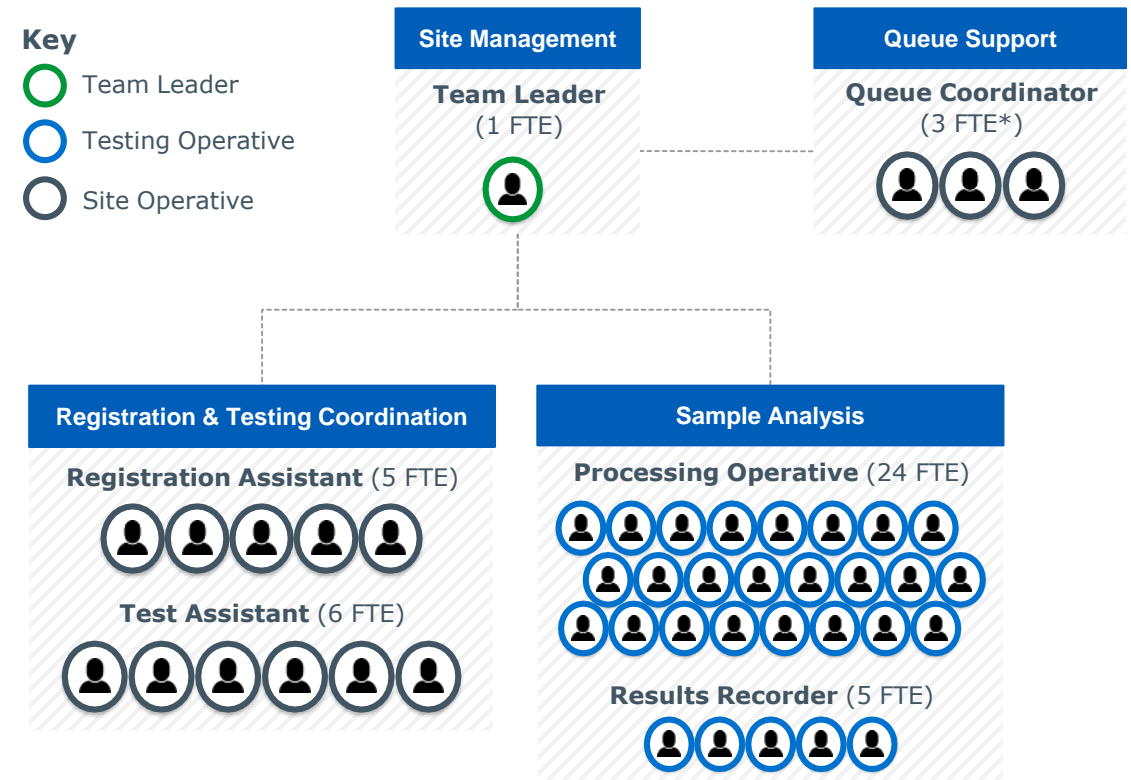 Key
Team Leader
Testing Operative
Site Operative
Site Management
Team Leader
(1 FTE)
Queue Support
Queue Coordinator
(3 FTE*)
Registration & Testing Coordination
Registration Assistant (5 FTE)
Test Assistant (6 FTE)
Sample Analysis
Processing Operative (24 FTE)
Results Recorder (5 FTE)